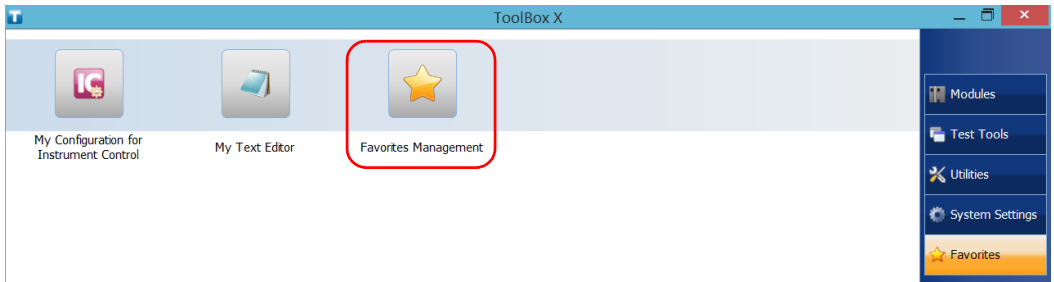 T
ToolBox X
IC
My Configuration for
Instrument Control
My Text Editor
Favorites Management
Modules
Test Tools
Utilities
System Settings
Favorites